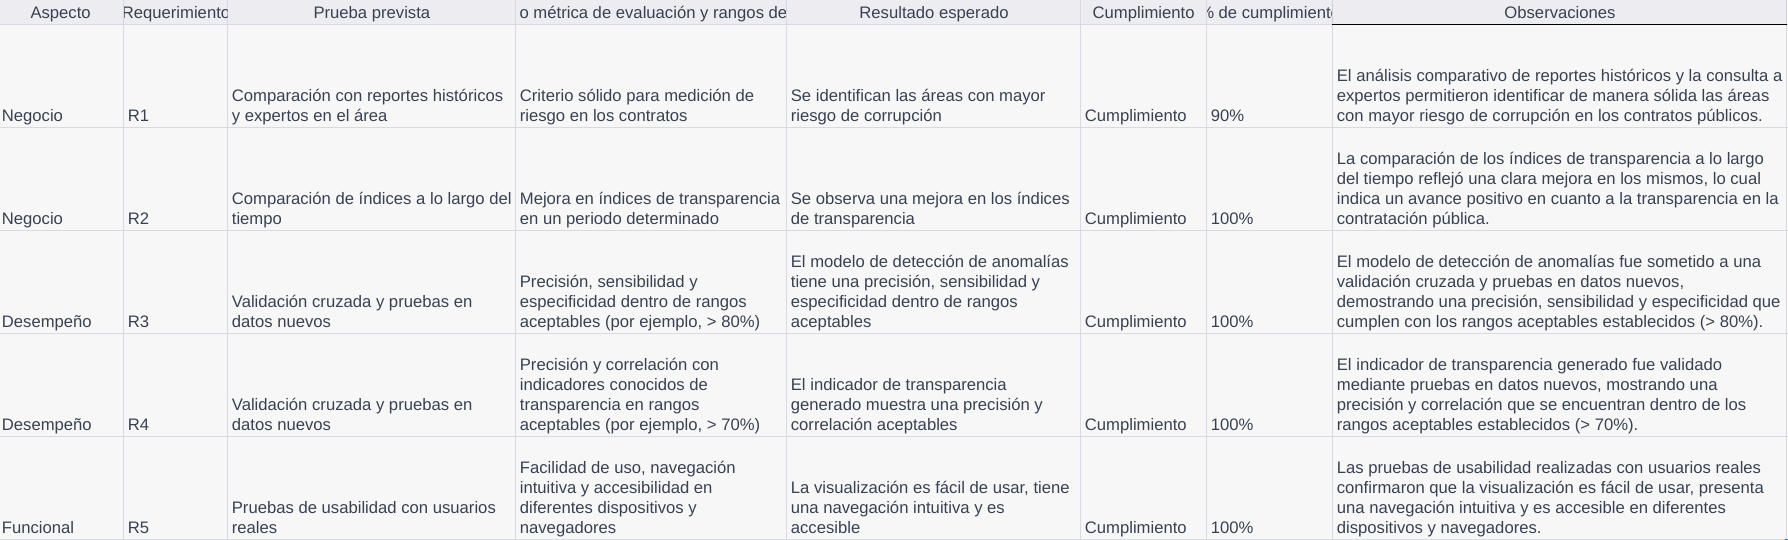 Aspecto
Requerimiento
Prueba prevista
o métrica de evaluación y rangos de
Resultado esperado
Cumplimiento
% de cumplimiento
Observaciones
Negocio
R1
Comparación con reportes históricos
y expertos en el área
Criterio sólido para medición de
riesgo en los contratos
Se identifican las áreas con mayor
riesgo de corrupción
Cumplimiento
90%
El análisis comparativo de reportes históricos y la consulta a
expertos permitieron identificar de manera sólida las áreas
con mayor riesgo de corrupción en los contratos públicos.
Negocio
R2
Comparación de índices a lo largo del
tiempo
Mejora en índices de transparencia
en un periodo determinado
Se observa una mejora en los índices
de transparencia
Cumplimiento
100%
La comparación de los índices de transparencia a lo largo
del tiempo reflejó una clara mejora en los mismos, lo cual
indica un avance positivo en cuanto a la transparencia en la
contratación pública.
Desempeño
R3
Validación cruzada y pruebas en
datos nuevos
Precisión, sensibilidad y
especificidad dentro de rangos
aceptables (por ejemplo, > 80%)
El modelo de detección de anomalías
tiene una precisión, sensibilidad y
especificidad dentro de rangos
aceptables
Cumplimiento
100%
El modelo de detección de anomalías fue sometido a una
validación cruzada y pruebas en datos nuevos,
demostrando una precisión, sensibilidad y especificidad que
cumplen con los rangos aceptables establecidos (> 80%).
Desempeño
R4
Validación cruzada y pruebas en
datos nuevos
Precisión y correlación con
indicadores conocidos de
transparencia en rangos
aceptables (por ejemplo, > 70%)
El indicador de transparencia
generado muestra una precisión y
correlación aceptables
Cumplimiento
100%
El indicador de transparencia generado fue validado
mediante pruebas en datos nuevos, mostrando una
precisión y correlación que se encuentran dentro de los
rangos aceptables establecidos (> 70%).
Funcional
R5
Pruebas de usabilidad con usuarios
reales
Facilidad de uso, navegación
intuitiva y accesibilidad en
diferentes dispositivos y
navegadores
La visualización es fácil de usar, tiene
una navegación intuitiva y es
accesible
Cumplimiento
100%
Las pruebas de usabilidad realizadas con usuarios reales
confirmaron que la visualización es fácil de usar, presenta
una navegación intuitiva y es accesible en diferentes
dispositivos y navegadores.